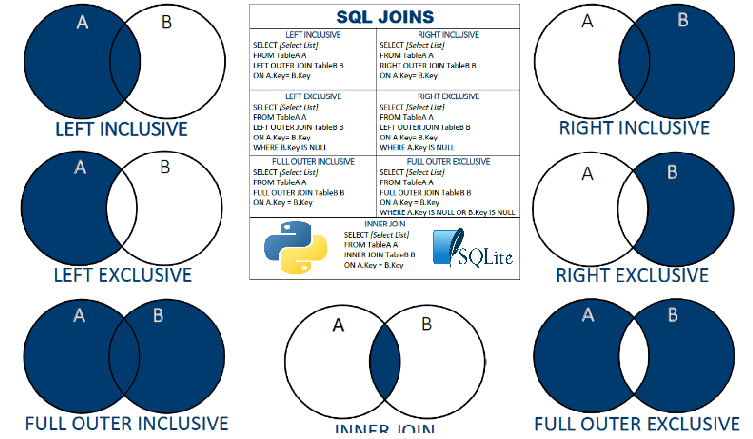 A B
LEFT INCLUSIVE
SQL JOINS
LEFT INCLUSIVE
SELECT [Select List]
FROM TableA A
LEFT OUTER JOIN TableB B
ON A.Key= B.Key
RIGHT INCLUSIVE
SELECT [Select List]
FROM TableA A
RIGHT OUTER JOIN TableB B
ON A.Key= B.Key
LEFT EXCLUSIVE
SELECT [Select List]
FROM TableA A
LEFT OUTER JOIN TableB B
ON A.Key= B.Key
WHERE B.Key IS NULL
RIGHT EXCLUSIVE
SELECT [Select List]
FROM TableA A
LEFT OUTER JOIN TableB B
ON A.Key= B.Key
WHERE A.Key IS NULL
FULL OUTER INCLUSIVE
SELECT [Select List]
FROM TableA A
FULL OUTER JOIN TableB B
ON A.Key = B.Key
FULL OUTER EXCLUSIVE
SELECT [Select List]
FROM TableA A
FULL OUTER JOIN TableB B
ON A.Key = B.Key
WHERE A.Key IS NULL OR B.Key IS NULL
INNER JOIN
SELECT [Select List]
FROM TableA A
INNER JOIN TableB B
ON A.Key = B.Key
SQLite
A B
RIGHT INCLUSIVE
A B
LEFT EXCLUSIVE
A B
RIGHT EXCLUSIVE
A B
FULL OUTER INCLUSIVE
A B
INNER JOIN
A B
FULL OUTER EXCLUSIVE